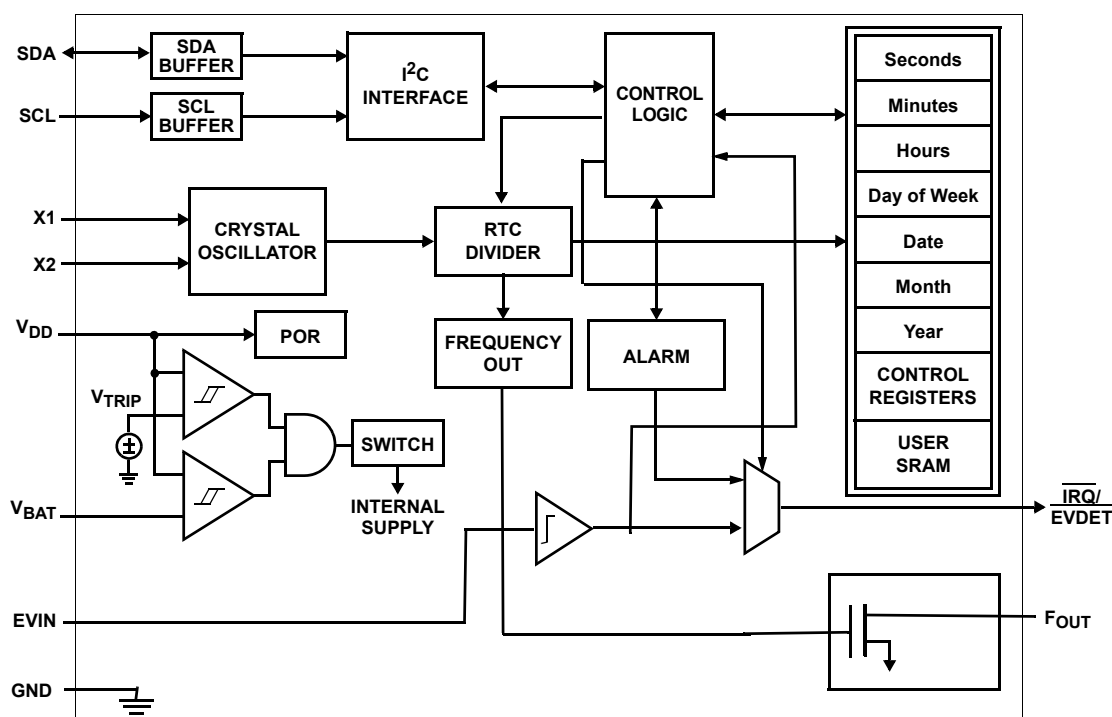 SDA
SDA
BUFFER
I2C
INTERFACE
CONTROL
LOGIC
Seconds
SCL
SCL
BUFFER
Minutes
Hours
Day of Week
X1
X2
CRYSTAL
OSCILLATOR
RTC
DIVIDER
Date
Month
VDD
POR
FREQUENCY
OUT
ALARM
Year
VTRIP
±
CONTROL
REGISTERS
SWITCH
USER
SRAM
VBAT
INTERNAL
SUPPLY
IRQ/
EVDET
EVIN
FOUT
GND